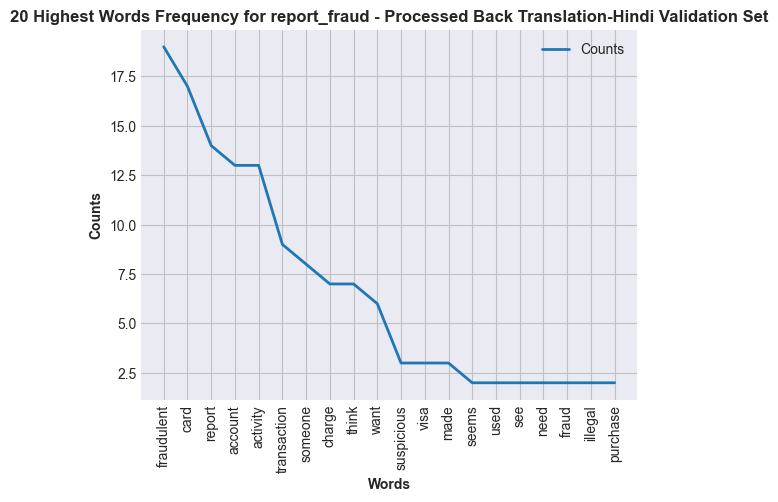 20 Highest Words Frequency for report_fraud - Processed Back Translation-Hindi Validation Set
Counts
17.5
15.0
12.5
10.0
7.5
5.0
2.5
Counts
fraudulent
card
report
account
activity
transaction
someone
charge
think
want
suspicious
visa
made
seems
used
see
need
fraud
illegal
purchase
Words